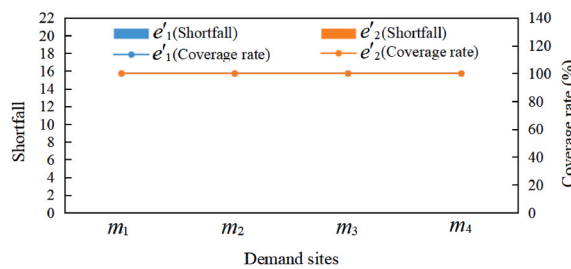 22
20
18
16
14
12
10
8
6
4
2
0
Shortfall
e′1(Shortfall)
e′2(Shortfall)
e′1(Coverage rate)
e′2(Coverage rate)
140
120
100
80
60
40
20
0
Coverage rate (%)
m1
m2
m3
m4
Demand sites